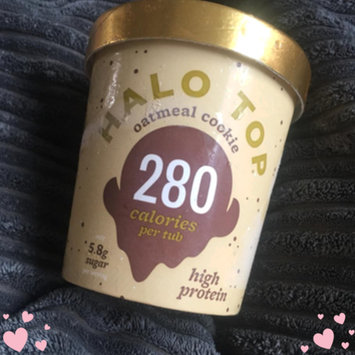 HALO TOP
oatmeal cookie
280
calories
per tub
5.8g
sugar
high
protein